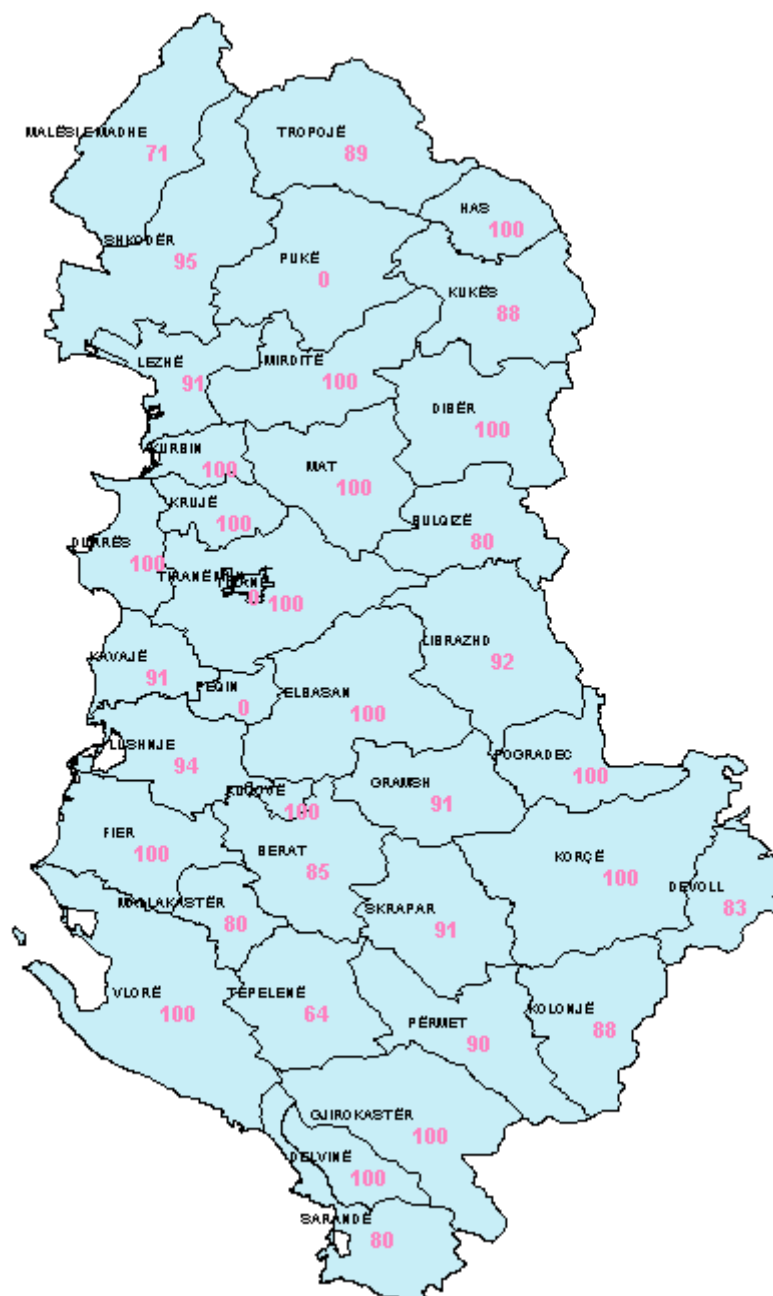 MALËSI E MADHE
71
TROPOJË
89
HAS
100
SHKODËR
95
PUKË
0
KUKËS
88
LEZHË
91
MIRDITË
100
DIBËR
100
KURBIN
100
MAT
100
KRUJË
100
BULQIZË
80
DURRËS
100
0
100
LIBRAZHD
92
KAVAJË
91
PEQIN
0
ELBASAN
100
LUSHNJE
94
POGRADEC
100
GRAMSH
91
KUÇOVË
100
FIER
100
BERAT
85
KORÇË
100
DEVOLL
83
MALLAKASTËR
80
SKRAPAR
91
VLORË
100
TEPELENË
64
PËRMET
90
KOLONJË
88
GJIROKASTËR
100
DELVINË
100
SARANDË
80